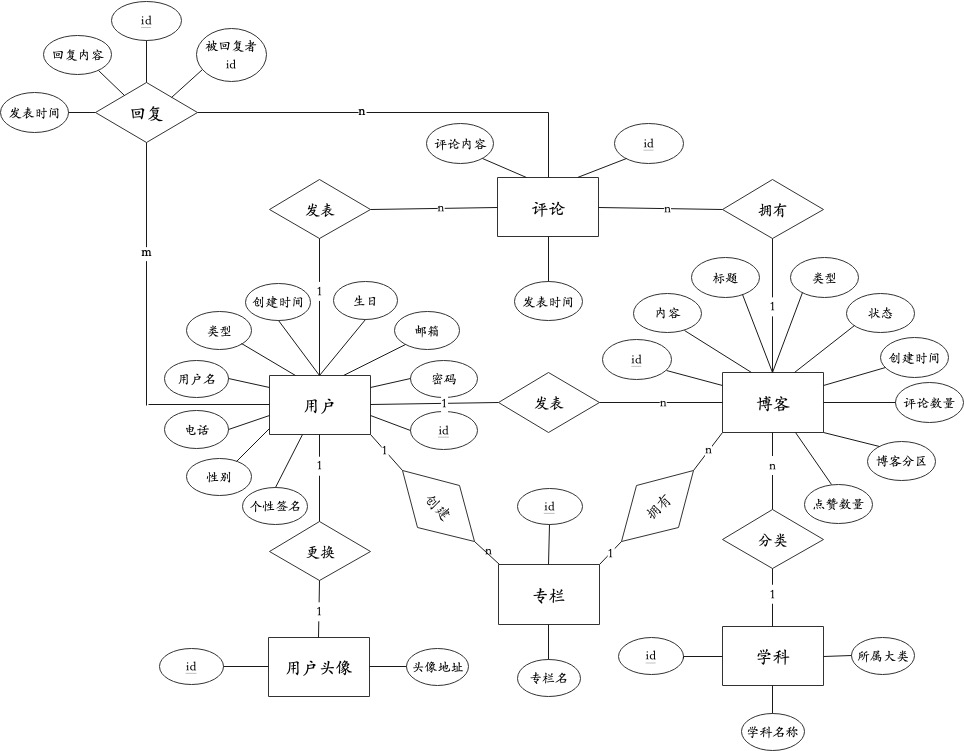 id
回复内容
被回复者
id
发表时间
回复
n
评论内容
id
发表
n
评论
n
拥有
m
发表时间
标题
类型
1
创建时间
生日
1
内容
状态
类型
邮箱
id
创建时间
用户名
密码
用户
1
发表
n
博客
评论数量
电话
id
性别
1
1
n
n
博客分区
个性签名
创建
id
拥有
点赞数量
更换
n
1
分类
1
专栏
1
id
用户头像
头像地址
专栏名
id
学科
所属大类
学科名称